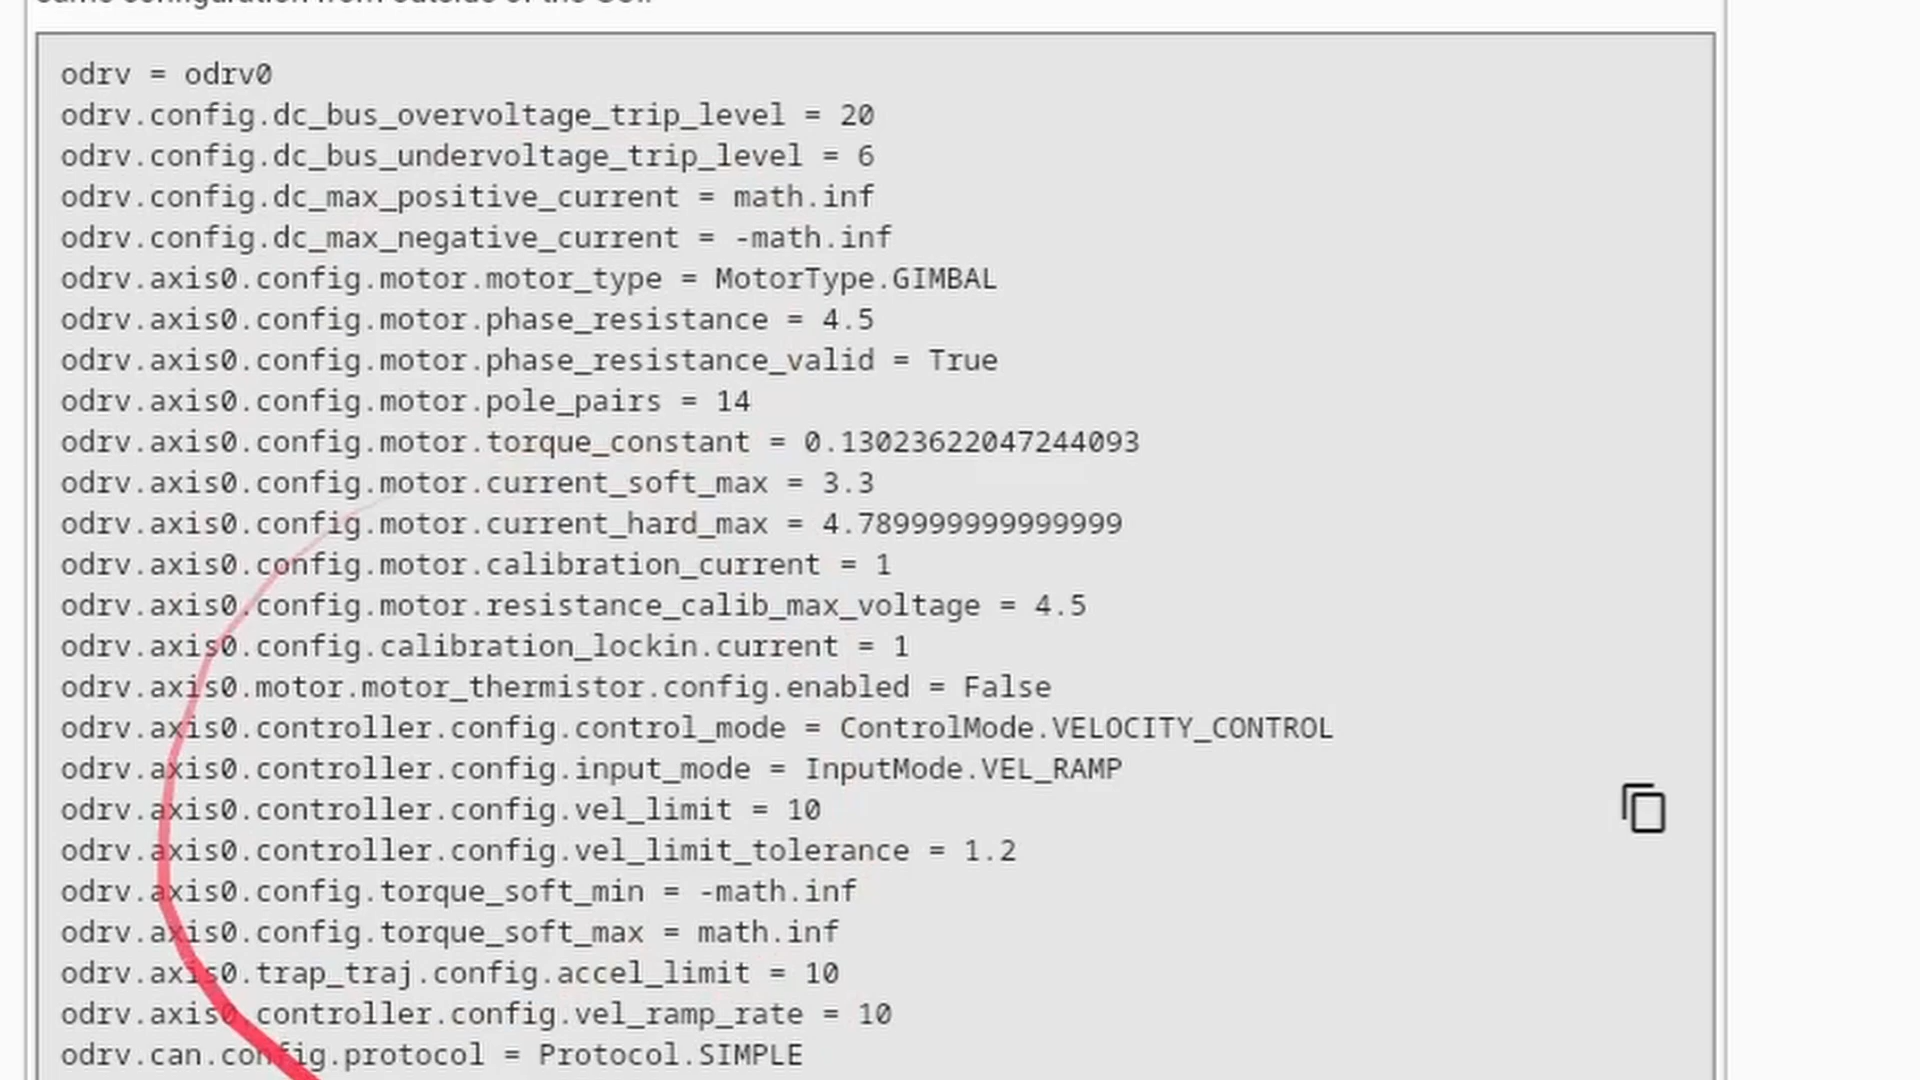 same configuration from outside of the GUI.
odrv = odrv0
odrv.config.dc_bus_overvoltage_trip_level = 20
odrv.config.dc_bus_undervoltage_trip_level = 6
odrv.config.dc_max_positive_current = math.inf
odrv.config.dc_max_negative_current = -math.inf
odrv.axis0.config.motor.motor_type = MotorType.GIMBAL
odrv.axis0.config.motor.phase_resistance = 4.5
odrv.axis0.config.motor.phase_resistance_valid = True
odrv.axis0.config.motor.pole_pairs = 14
odrv.axis0.config.motor.torque_constant = 0.13023622047244093
odrv.axis0.config.motor.current_soft_max = 3.3
odrv.axis0.config.motor.current_hard_max = 4.789999999999999
odrv.axis0.config.motor.calibration_current = 1
odrv.axis0.config.motor.resistance_calib_max_voltage = 4.5
odrv.axis0.config.calibration_lockin.current = 1
odrv.axis0.motor.motor_thermistor.config.enabled = False
odrv.axis0.controller.config.control_mode = ControlMode.VELOCITY_CONTROL
odrv.axis0.controller.config.input_mode = InputMode.VEL_RAMP
odrv.axis0.controller.config.vel_limit = 10
odrv.axis0.controller.config.vel_limit_tolerance = 1.2
odrv.axis0.config.torque_soft_min = -math.inf
odrv.axis0.config.torque_soft_max = math.inf
odrv.axis0.trap_traj.config.accel_limit = 10
odrv.axis0.controller.config.vel_ramp_rate = 10
odrv.can.config.protocol = Protocol.SIMPLE